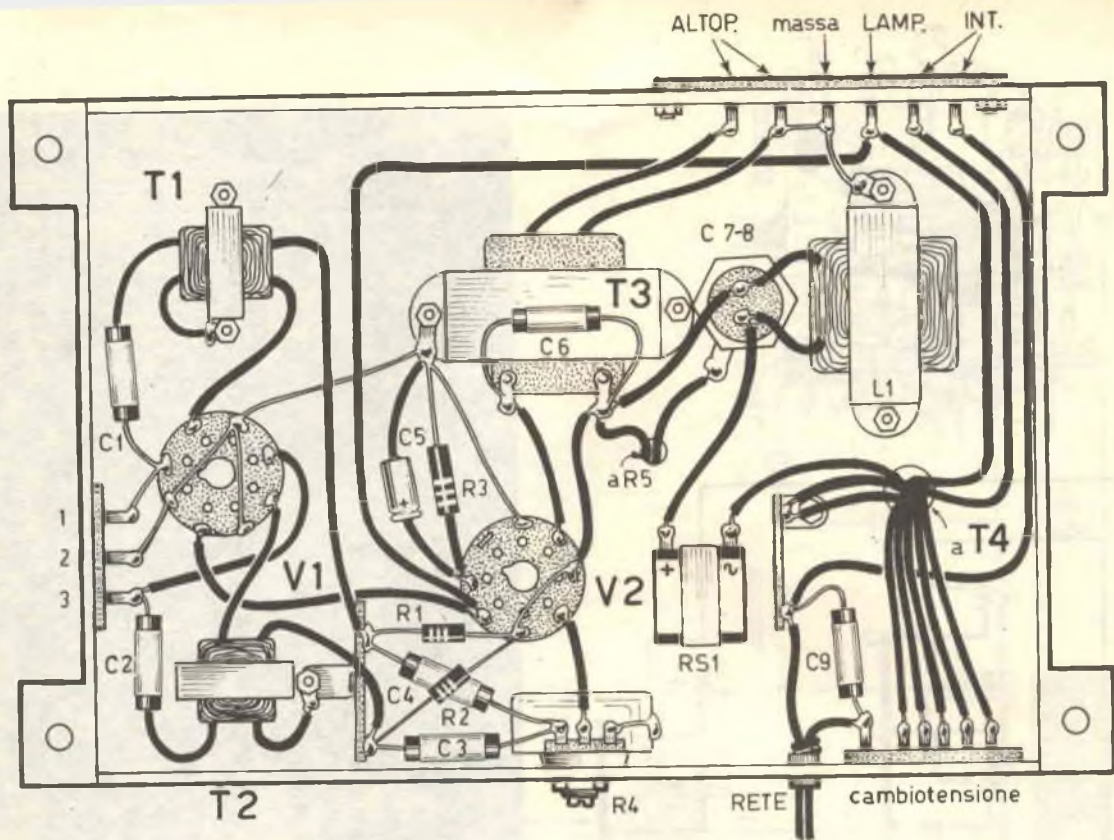 ALTOP. massa LAMP. INT.
T1
C 7-8
T3
C6
L1
C1
C5
R3
aR5
1
2
3
V1
V2
a T4
+
+ ~
R1
RS1
C2
C4
R2
C9
C3
T2
R4
RETE
cambiotensione